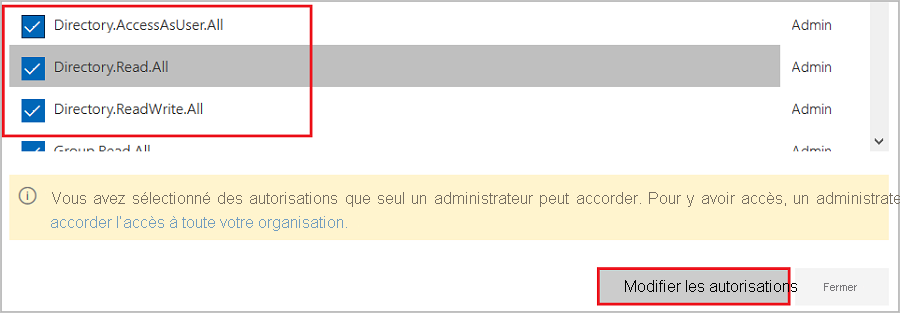 Directory.AccessAsUser.All Admin
Directory.Read.All Admin
Directory.ReadWrite.All Admin
Group.Read.All Admin
Vous avez sélectionné des autorisations que seul un administrateur peut accorder. Pour y avoir accès, un administrate
accorder l'accès à toute votre organisation.
Modifier les autorisations Fermer